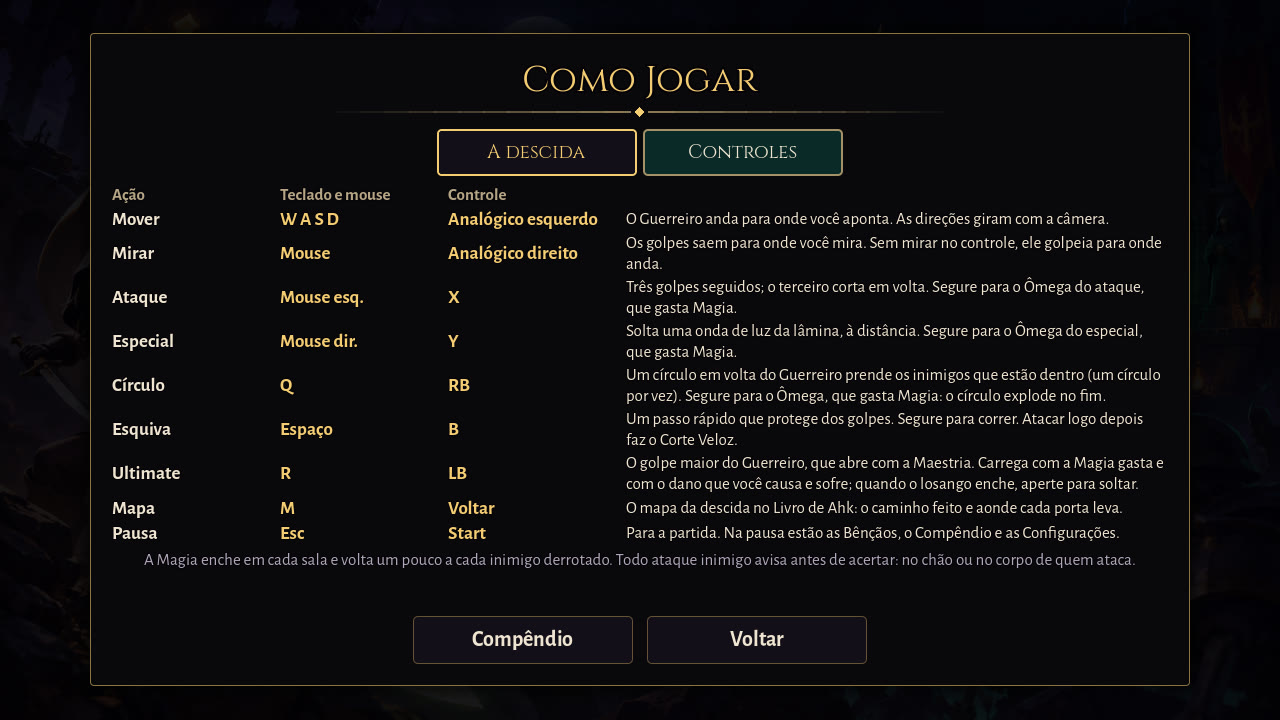 Como Jogar
A descida
Controles
Ação Teclado e mouse Controle
Mover W A S D Analógico esquerdo O Guerreiro anda para onde você aponta. As direções giram com a câmera.
Mirar Mouse Analógico direito Os golpes saem para onde você mira. Sem mirar no controle, ele golpeia para onde
anda.
Ataque Mouse esq. X Três golpes seguidos; o terceiro corta em volta. Segure para o Ômega do ataque,
que gasta Magia.
Especial Mouse dir. Y Solta uma onda de luz da lâmina, à distância. Segure para o Ômega do especial,
que gasta Magia.
Círculo Q RB Um círculo em volta do Guerreiro prende os inimigos que estão dentro (um círculo
por vez). Segure para o Ômega, que gasta Magia: o círculo explode no fim.
Esquiva Espaço B Um passo rápido que protege dos golpes. Segure para correr. Atacar logo depois
faz o Corte Veloz.
Ultimate R LB O golpe maior do Guerreiro, que abre com a Maestria. Carrega com a Magia gasta e
com o dano que você causa e sofre; quando o losango enche, aperte para soltar.
Mapa M Voltar O mapa da descida no Livro de Ahk: o caminho feito e aonde cada porta leva.
Pausa Esc Start Para a partida. Na pausa estão as Bênçãos, o Compêndio e as Configurações.
A Magia enche em cada sala e volta um pouco a cada inimigo derrotado. Todo ataque inimigo avisa antes de acertar: no chão ou no corpo de quem ataca.
Compêndio
Voltar